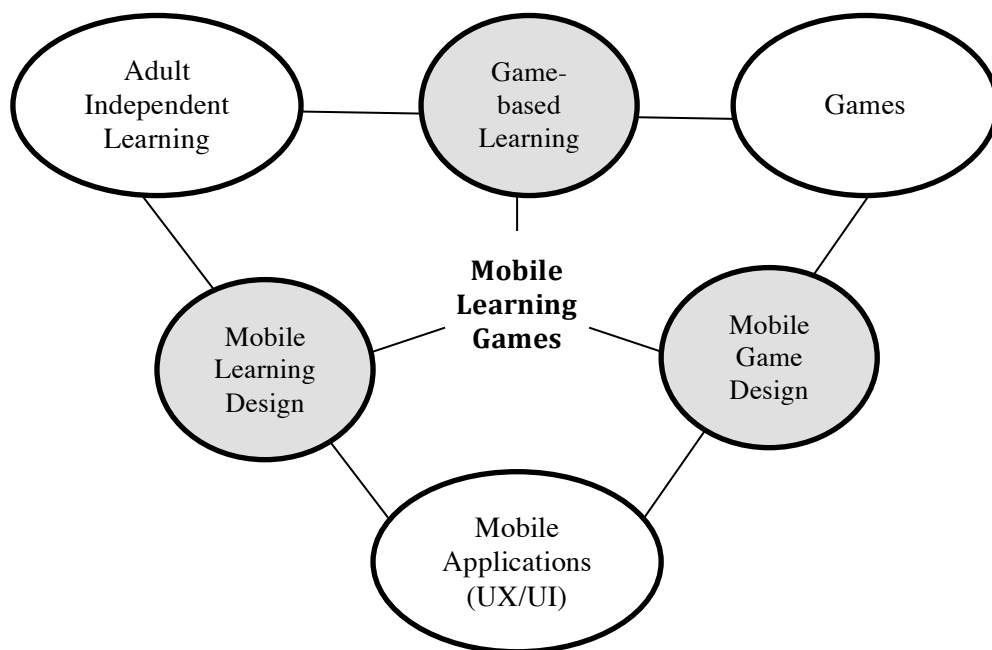 Adult
Independent
Learning
Game-
based
Learning
Games
Mobile
Learning
Games
Mobile
Learning
Design
Mobile
Game
Design
Mobile
Applications
(UX/UI)